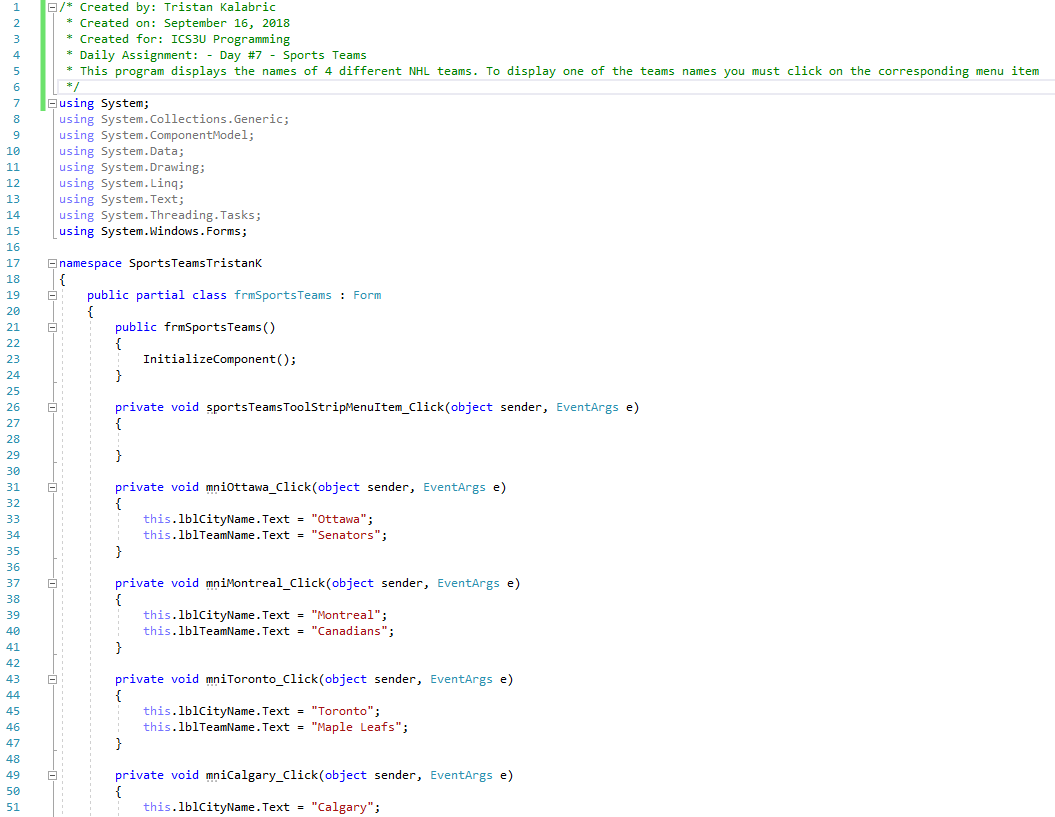 1 /* Created by: Tristan Kalabric
2 * Created on: September 16, 2018
3 * Created for: ICS3U Programming
4 * Daily Assignment: - Day #7 - Sports Teams
5 * This program displays the names of 4 different NHL teams. To display one of the teams names you must click on the corresponding menu item
6 */
7 using System;
8 using System.Collections.Generic;
9 using System.ComponentModel;
10 using System.Data;
11 using System.Drawing;
12 using System.Linq;
13 using System.Text;
14 using System.Threading.Tasks;
15 using System.Windows.Forms;
16
17 namespace SportsTeamsTristanK
18 {
19 public partial class frmSportsTeams : Form
20 {
21 public frmSportsTeams()
22 {
23 InitializeComponent();
24 }
25
26 private void sportsTeamsToolStripMenuItem_Click(object sender, EventArgs e)
27 {
28
29 }
30
31 private void mniOttawa_Click(object sender, EventArgs e)
32 {
33 this.lblCityName.Text = "Ottawa";
34 this.lblTeamName.Text = "Senators";
35 }
36
37 private void mniMontreal_Click(object sender, EventArgs e)
38 {
39 this.lblCityName.Text = "Montreal";
40 this.lblTeamName.Text = "Canadians";
41 }
42
43 private void mniToronto_Click(object sender, EventArgs e)
44 {
45 this.lblCityName.Text = "Toronto";
46 this.lblTeamName.Text = "Maple Leafs";
47 }
48
49 private void mniCalgary_Click(object sender, EventArgs e)
50 {
51 this.lblCityName.Text = "Calgary";